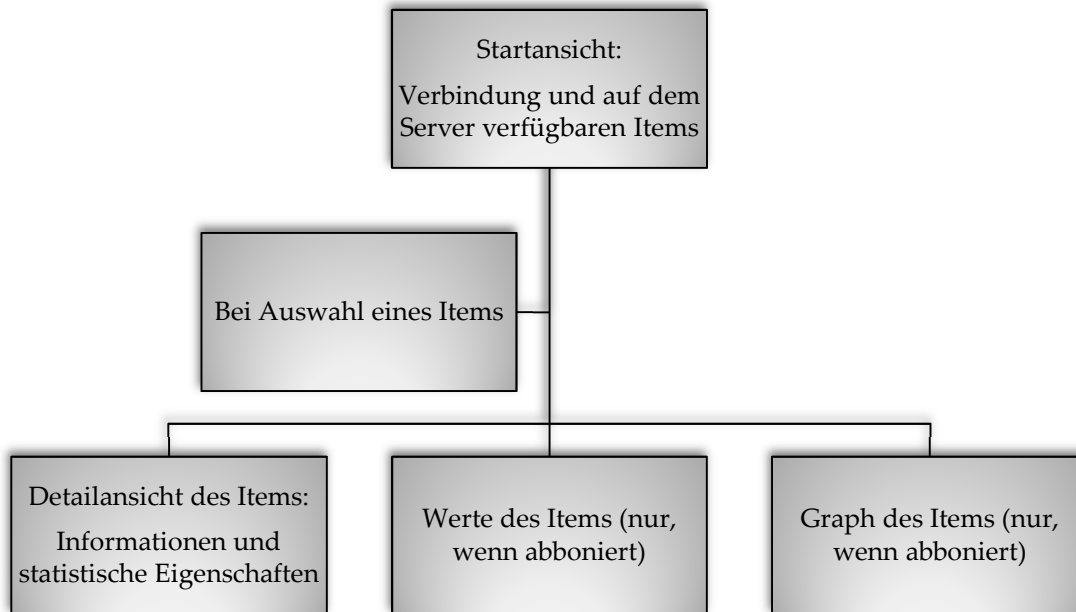 Startansicht:
Verbindung und auf dem
Server verfügbaren Items
Bei Auswahl eines Items
Detailansicht des Items:
Informationen und
statistische Eigenschaften
Werte des Items (nur,
wenn abboniert)
Graph des Items (nur,
wenn abboniert)